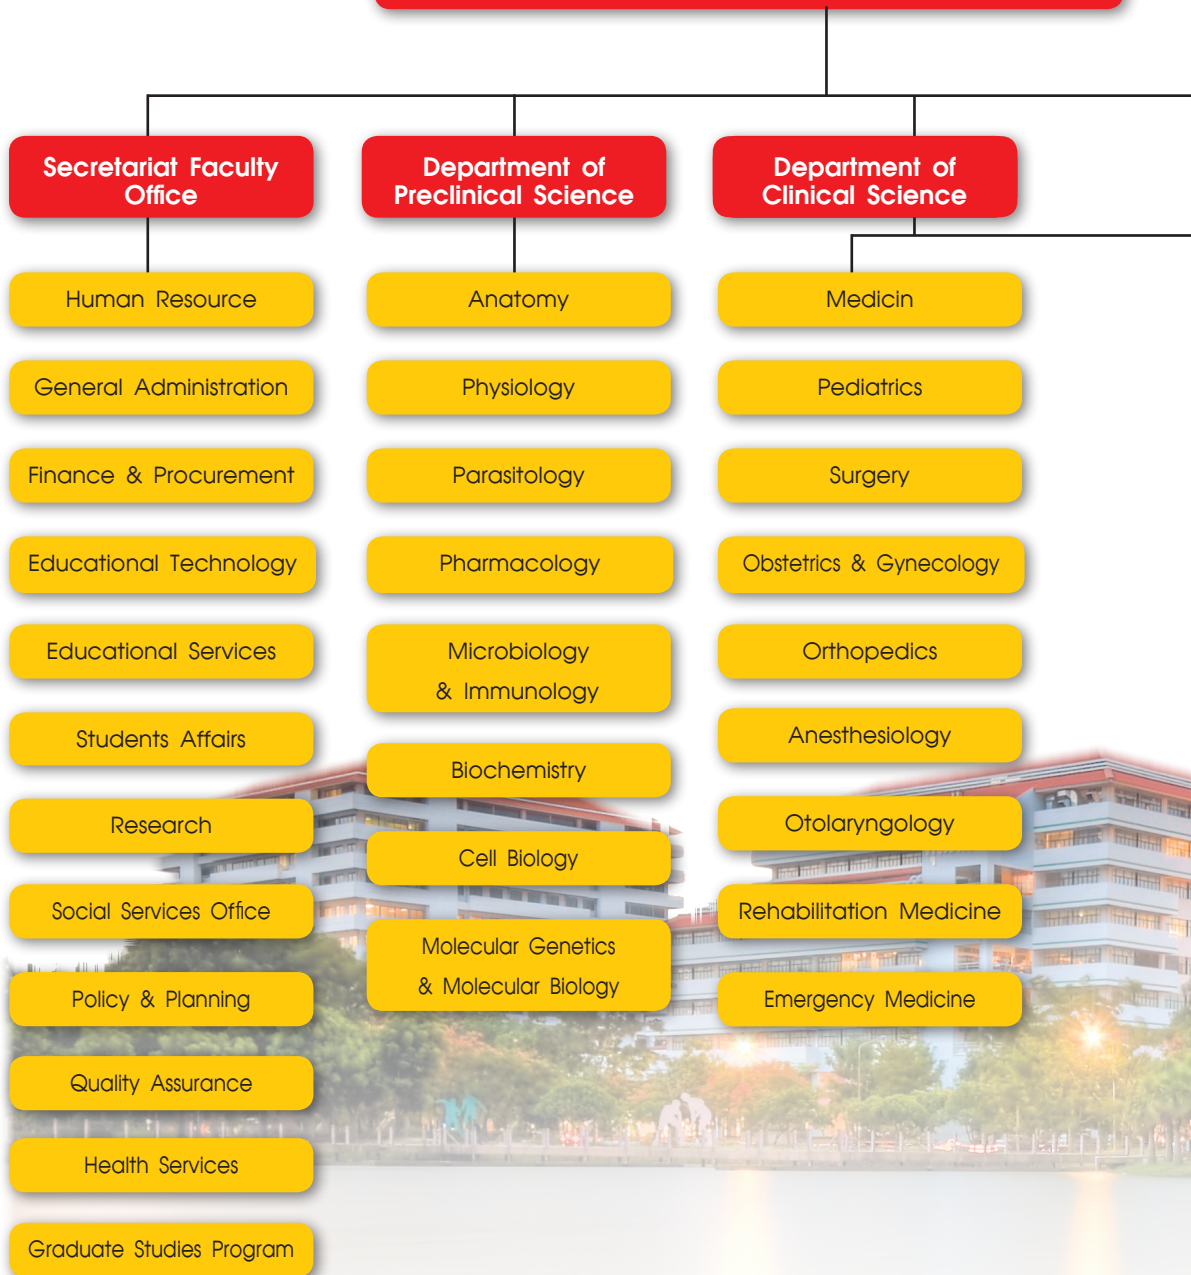 Secretariat Faculty
Office
Human Resource
General Administration
Finance & Procurement
Educational Technology
Educational Services
Students Affairs
Research
Social Services Office
Policy & Planning
Quality Assurance
Health Services
Graduate Studies Program
Department of
Preclinical Science
Anatomy
Physiology
Parasitology
Pharmacology
Microbiology
& Immunology
Biochemistry
Cell Biology
Molecular Genetics
& Molecular Biology
Department of
Clinical Science
Medicin
Pediatrics
Surgery
Obstetrics & Gynecology
Orthopedics
Anesthesiology
Otolaryngology
Rehabilitation Medicine
Emergency Medicine